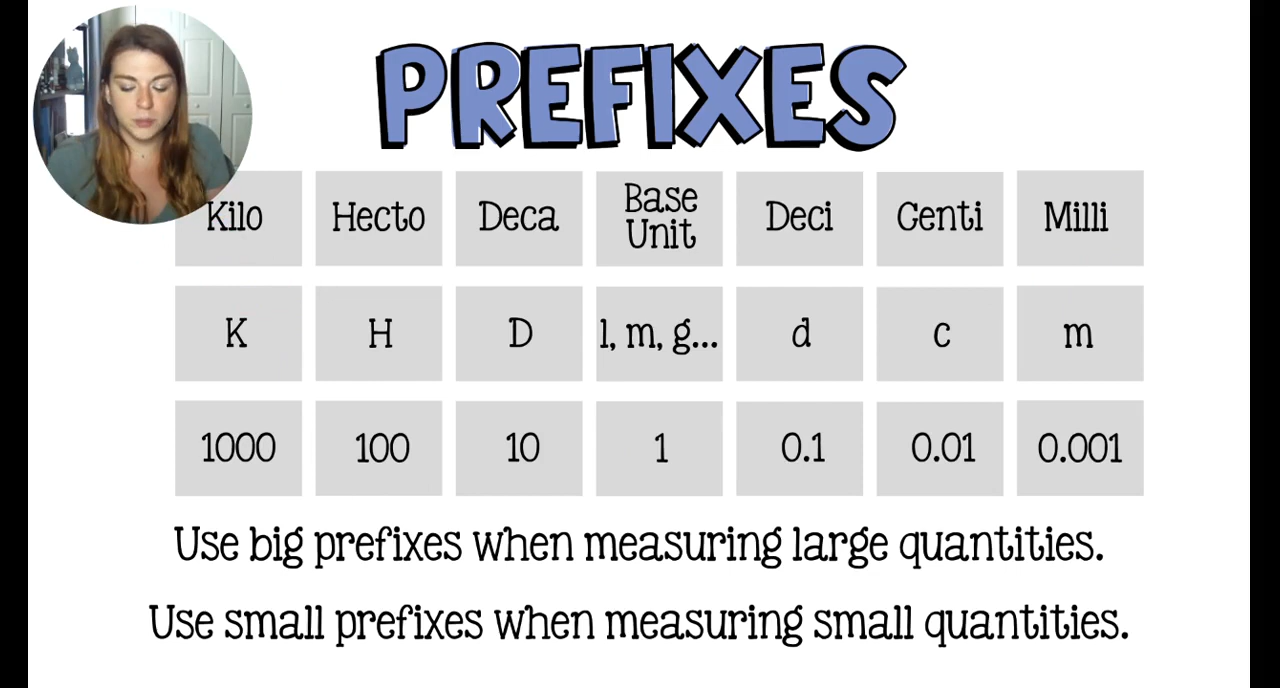 PREFIXES
Kilo Hecto Deca Base Unit Deci Centi Milli
K H D l, m, g... d c m
1000 100 10 1 0.1 0.01 0.001
Use big prefixes when measuring large quantities.
Use small prefixes when measuring small quantities.